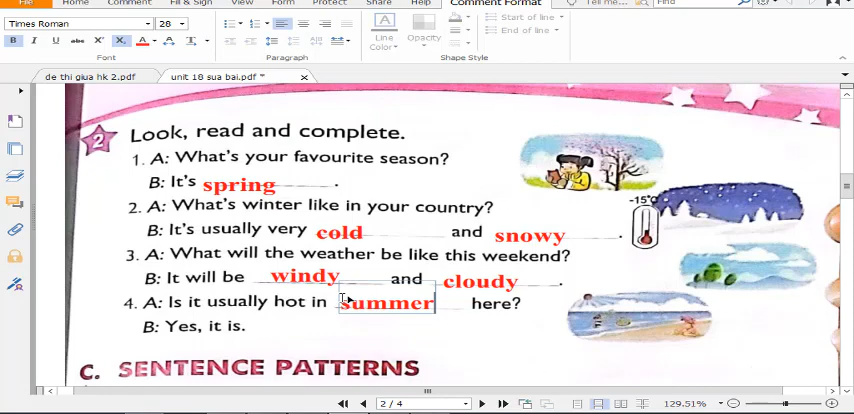 File Home Comment Fill & Sign View Form Protect Share Help Comment Format Tell me... Find
Times Roman 28 Line Color Opacity Start of line End of line
B I U abc X² X₂ A A T
Font Paragraph Shape Style
de thi giua hk 2.pdf unit 18 sua bai.pdf * x
2 Look, read and complete.
1. A: What's your favourite season?
B: It's spring.
2. A: What's winter like in your country?
-15°C
B: It's usually very cold and snowy.
3. A: What will the weather be like this weekend?
B: It will be windy and cloudy.
4. A: Is it usually hot in summer here?
B: Yes, it is.
C. SENTENCE PATTERNS
2 / 4 129.51%